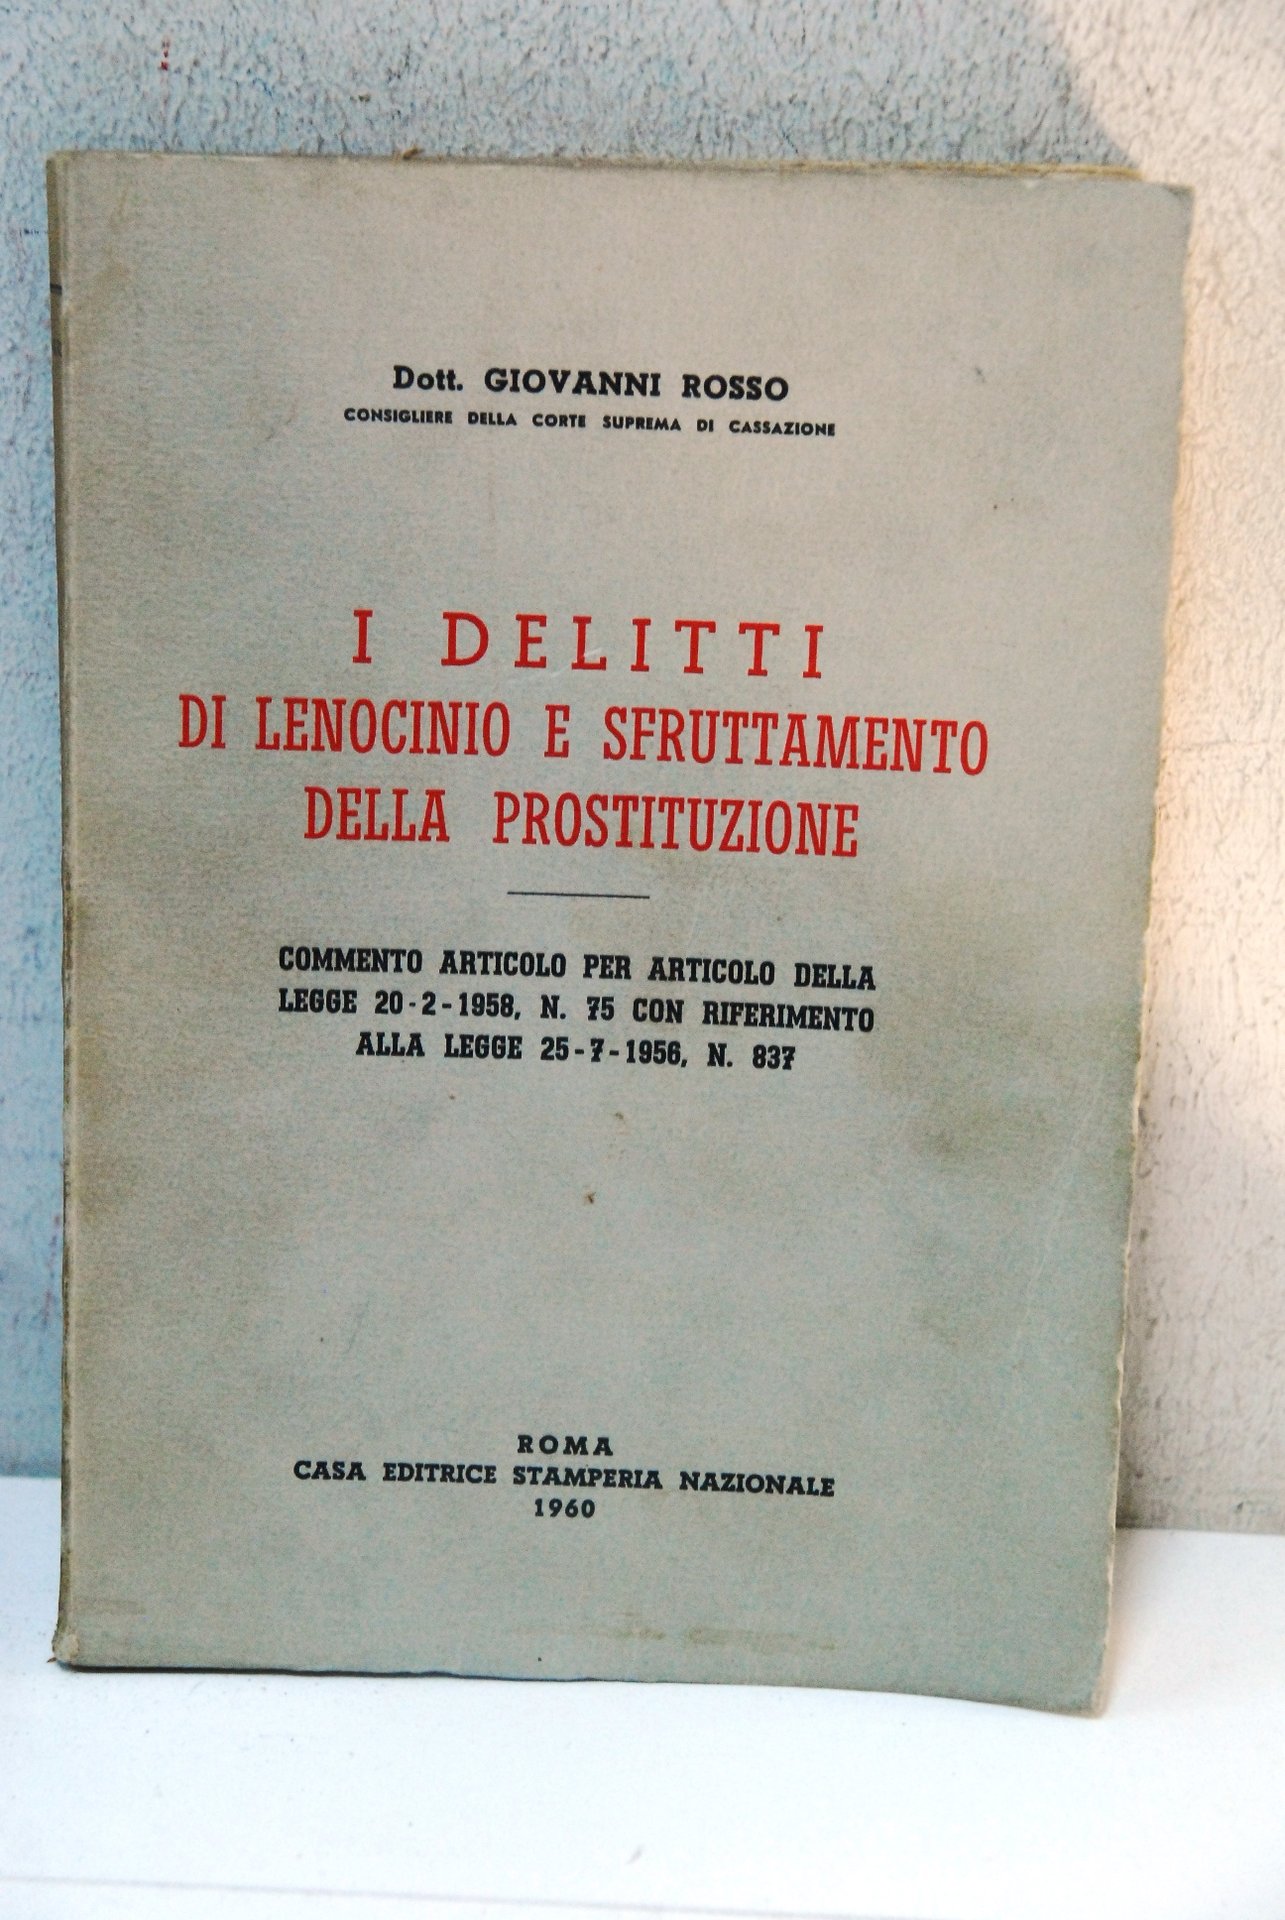 Dott. GIOVANNI ROSSO
CONSIGLIERE DELLA CORTE SUPREMA DI CASSAZIONE
I DELITTI
DI LENOCINIO E SFRUTTAMENTO
DELLA PROSTITUZIONE
COMMENTO ARTICOLO PER ARTICOLO DELLA
LEGGE 20-2-1958, N. 75 CON RIFERIMENTO
ALLA LEGGE 25-7-1956, N. 837
ROMA
CASA EDITRICE STAMPERIA NAZIONALE
1960